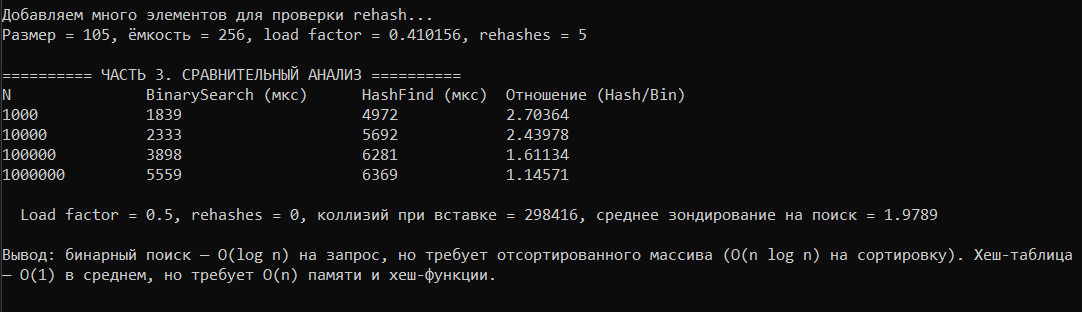 Добавляем много элементов для проверки rehash...
Размер = 105, ёмкость = 256, load factor = 0.410156, rehashes = 5
========== ЧАСТЬ 3. СРАВНИТЕЛЬНЫЙ АНАЛИЗ ==========
N BinarySearch (мкс) HashFind (мкс) Отношение (Hash/Bin)
1000 1839 4972 2.70364
10000 2333 5692 2.43978
100000 3898 6281 1.61134
1000000 5559 6369 1.14571
Load factor = 0.5, rehashes = 0, коллизий при вставке = 298416, среднее зондирование на поиск = 1.9789
Вывод: бинарный поиск — O(log n) на запрос, но требует отсортированного массива (O(n log n) на сортировку). Хеш-таблица
— O(1) в среднем, но требует O(n) памяти и хеш-функции.